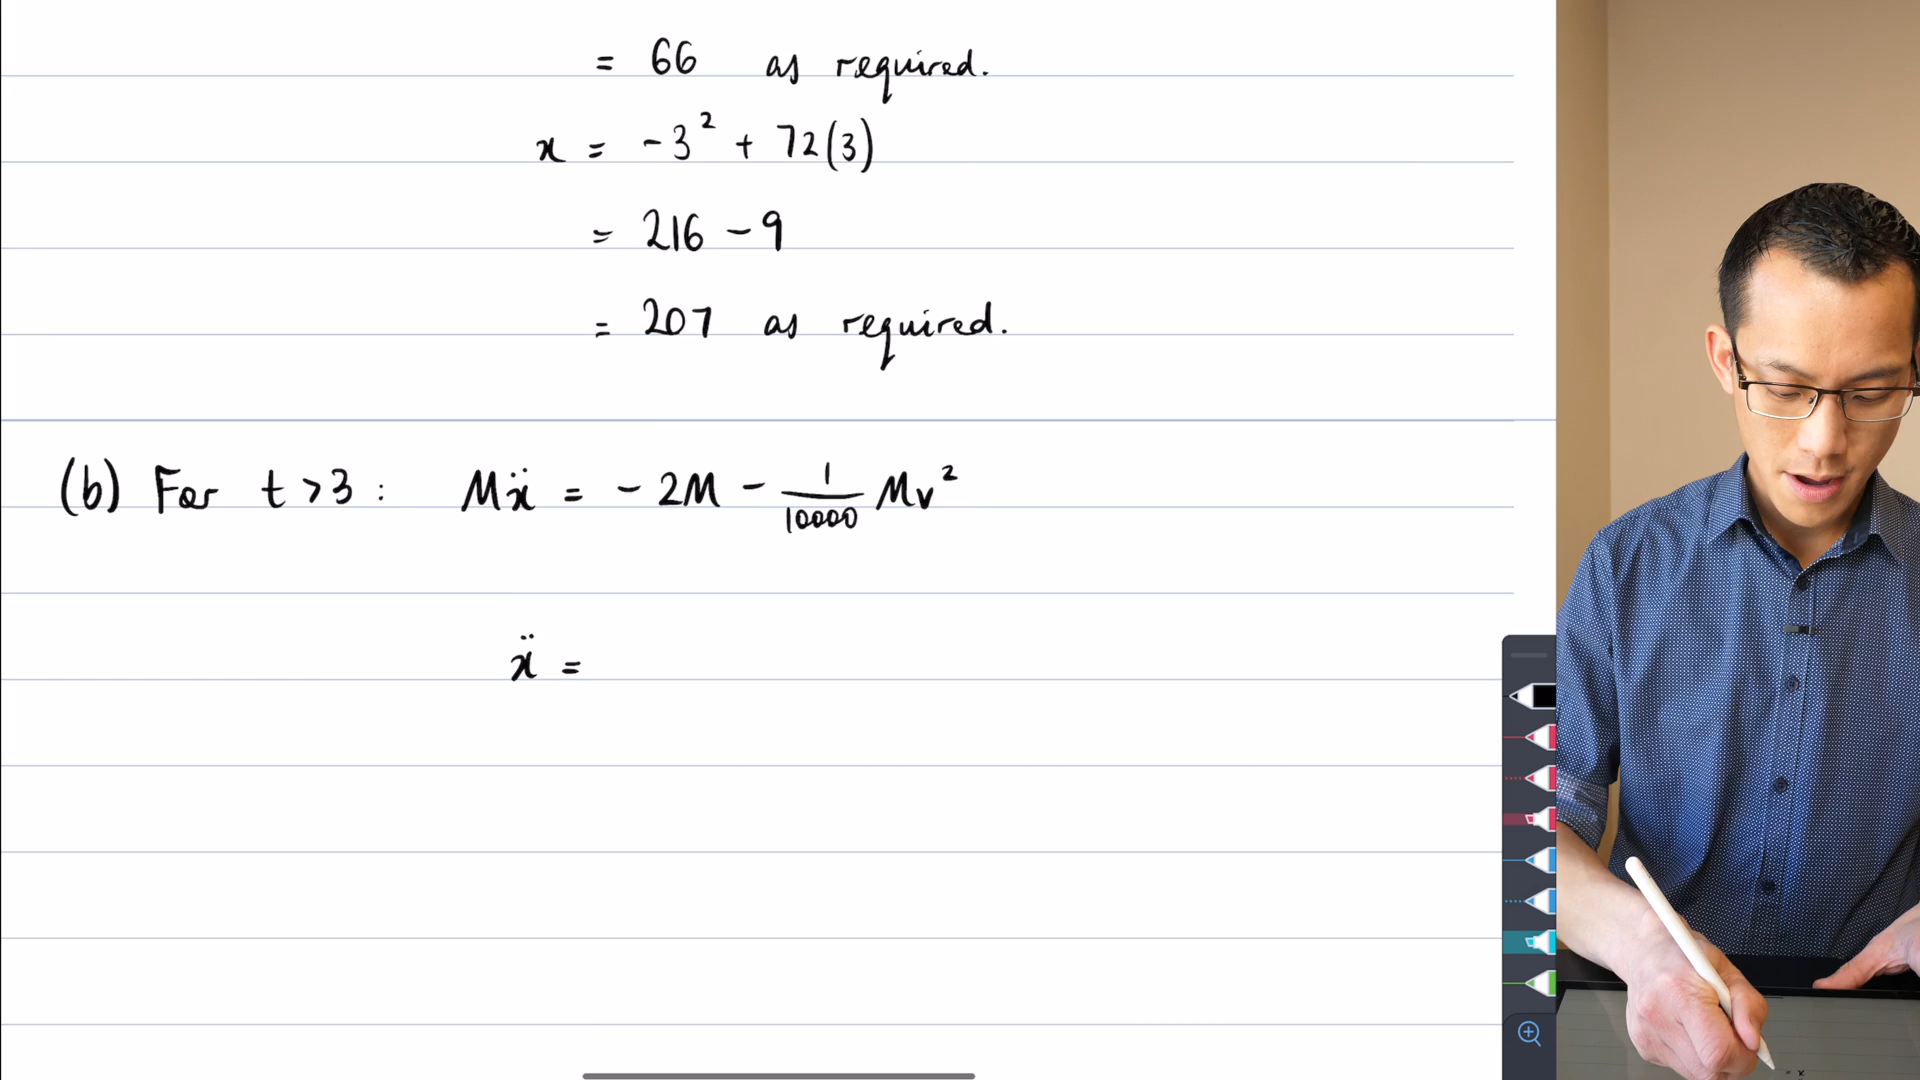 = 66 as required.
x = -3² + 72(3)
= 216 - 9
= 207 as required.
(b) For t > 3 : Mẍ = - 2M - 1/10000 Mv²
ẍ =